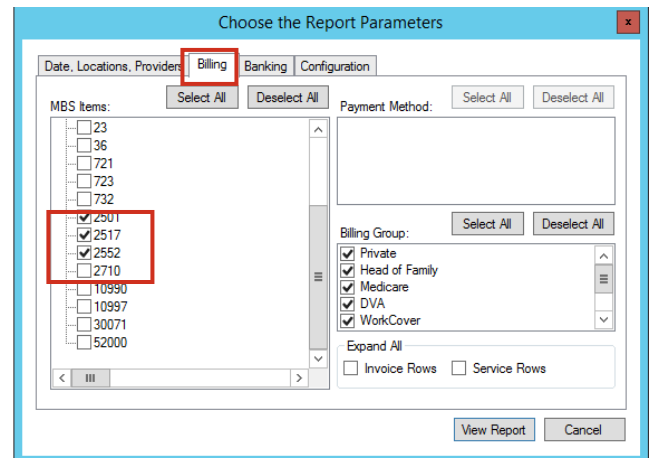 Choose the Report Parameters
x
Date, Locations, Providers Billing Banking Configuration
MBS Items: Select All Deselect All
23
36
721
723
732
2501
2517
2552
2710
10990
10997
30071
52000
Payment Method: Select All Deselect All
Billing Group: Select All Deselect All
Private
Head of Family
Medicare
DVA
WorkCover
Expand All
Invoice Rows Service Rows
View Report Cancel